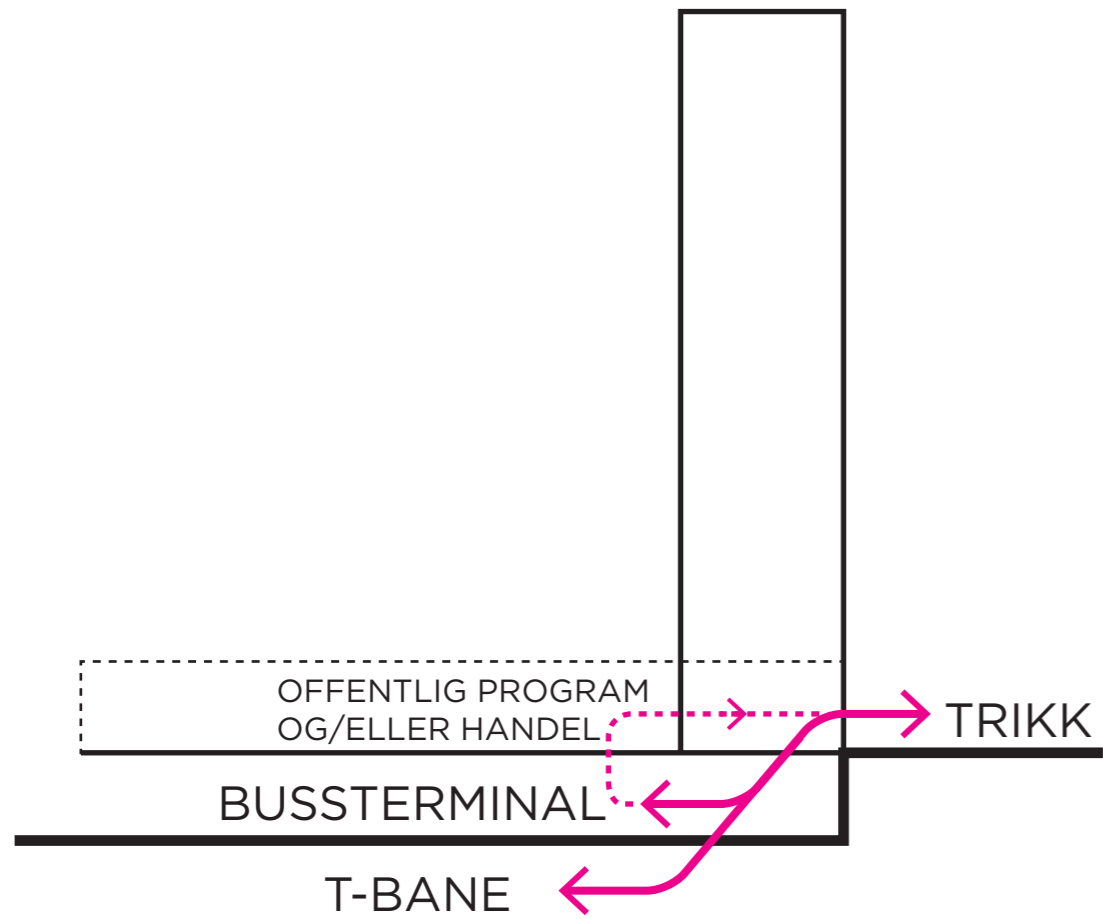 OFFENTLIG PROGRAM
OG/ELLER HANDEL
TRIKK
BUSSTERMINAL
T-BANE